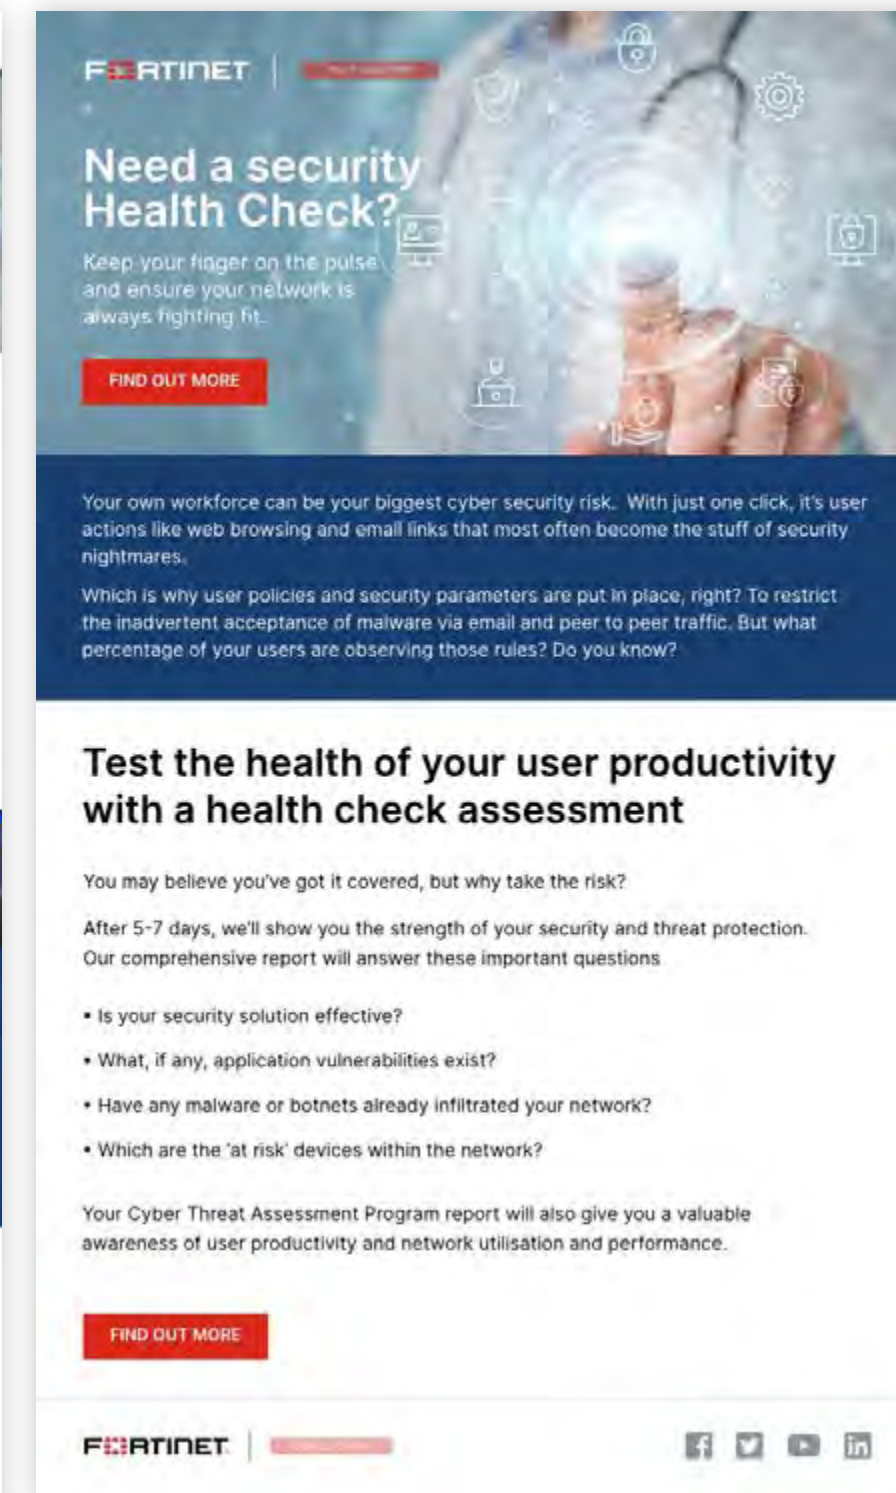 FORTINET
Need a security
Health Check?
Keep your finger on the pulse
and ensure your network is
always fighting fit.
FIND OUT MORE
Your own workforce can be your biggest cyber security risk.  With just one click, it's user
actions like web browsing and email links that most often become the stuff of security
nightmares.
Which is why user policies and security parameters are put in place, right? To restrict
the inadvertent acceptance of malware via email and peer to peer traffic. But what
percentage of your users are observing those rules? Do you know?
Test the health of your user productivity
with a health check assessment
You may believe you've got it covered, but why take the risk?
After 5-7 days, we'll show you the strength of your security and threat protection.
Our comprehensive report will answer these important questions
• Is your security solution effective?
• What, if any, application vulnerabilities exist?
• Have any malware or botnets already infiltrated your network?
• Which are the 'at risk' devices within the network?
Your Cyber Threat Assessment Program report will also give you a valuable
awareness of user productivity and network utilisation and performance.
FIND OUT MORE
FORTINET